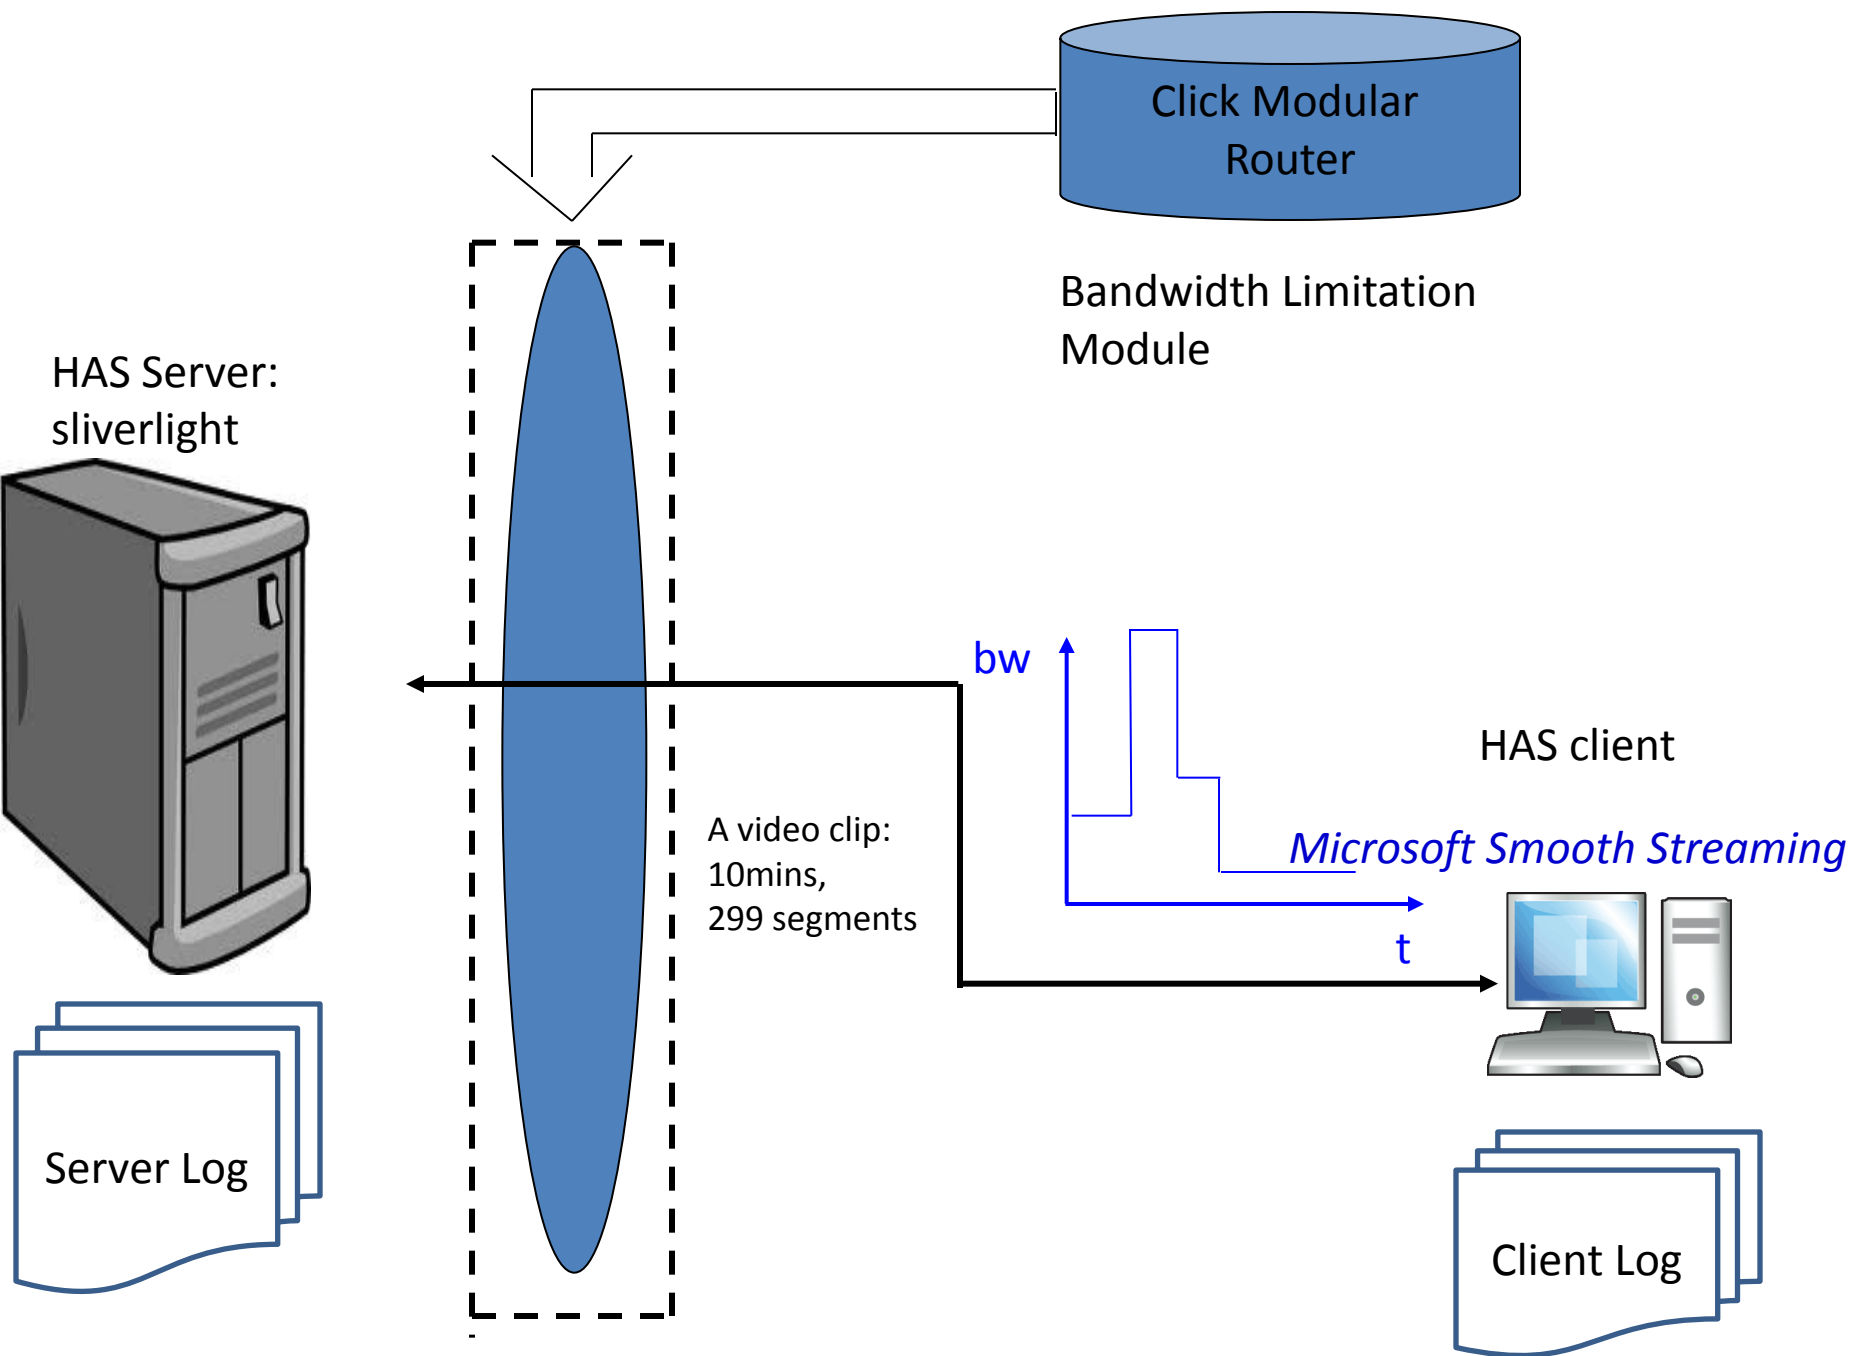 Click Modular
Router
Bandwidth Limitation
Module
HAS Server:
sliverlight
bw
HAS client
A video clip:
10mins,
299 segments
Microsoft Smooth Streaming
t
Server Log
Client Log